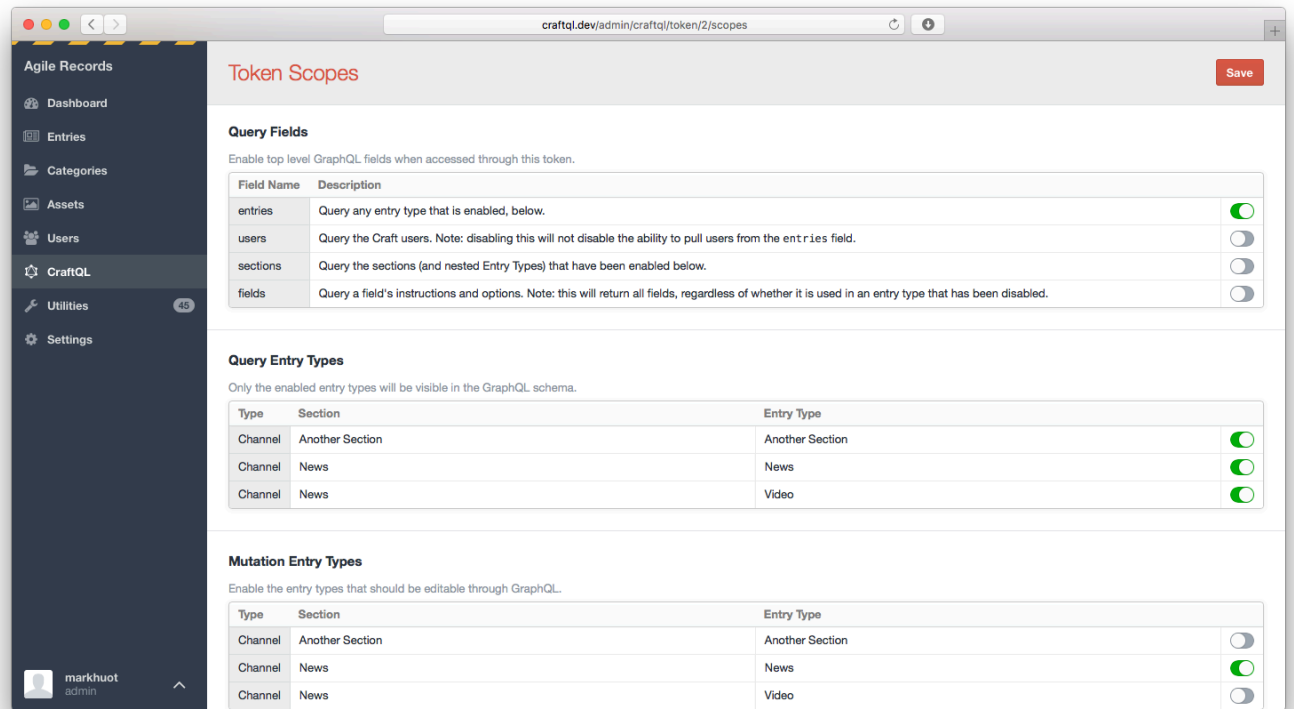 craftql.dev/admin/craftql/token/2/scopes
Agile Records
Dashboard
Entries
Categories
Assets
Users
CraftQL
Utilities 45
Settings
markhuot
admin
Token Scopes
Save
Query Fields
Enable top level GraphQL fields when accessed through this token.
Field Name Description
entries Query any entry type that is enabled, below.
users Query the Craft users. Note: disabling this will not disable the ability to pull users from the entries field.
sections Query the sections (and nested Entry Types) that have been enabled below.
fields Query a field's instructions and options. Note: this will return all fields, regardless of whether it is used in an entry type that has been disabled.
Query Entry Types
Only the enabled entry types will be visible in the GraphQL schema.
Type Section Entry Type
Channel Another Section Another Section
Channel News News
Channel News Video
Mutation Entry Types
Enable the entry types that should be editable through GraphQL.
Type Section Entry Type
Channel Another Section Another Section
Channel News News
Channel News Video